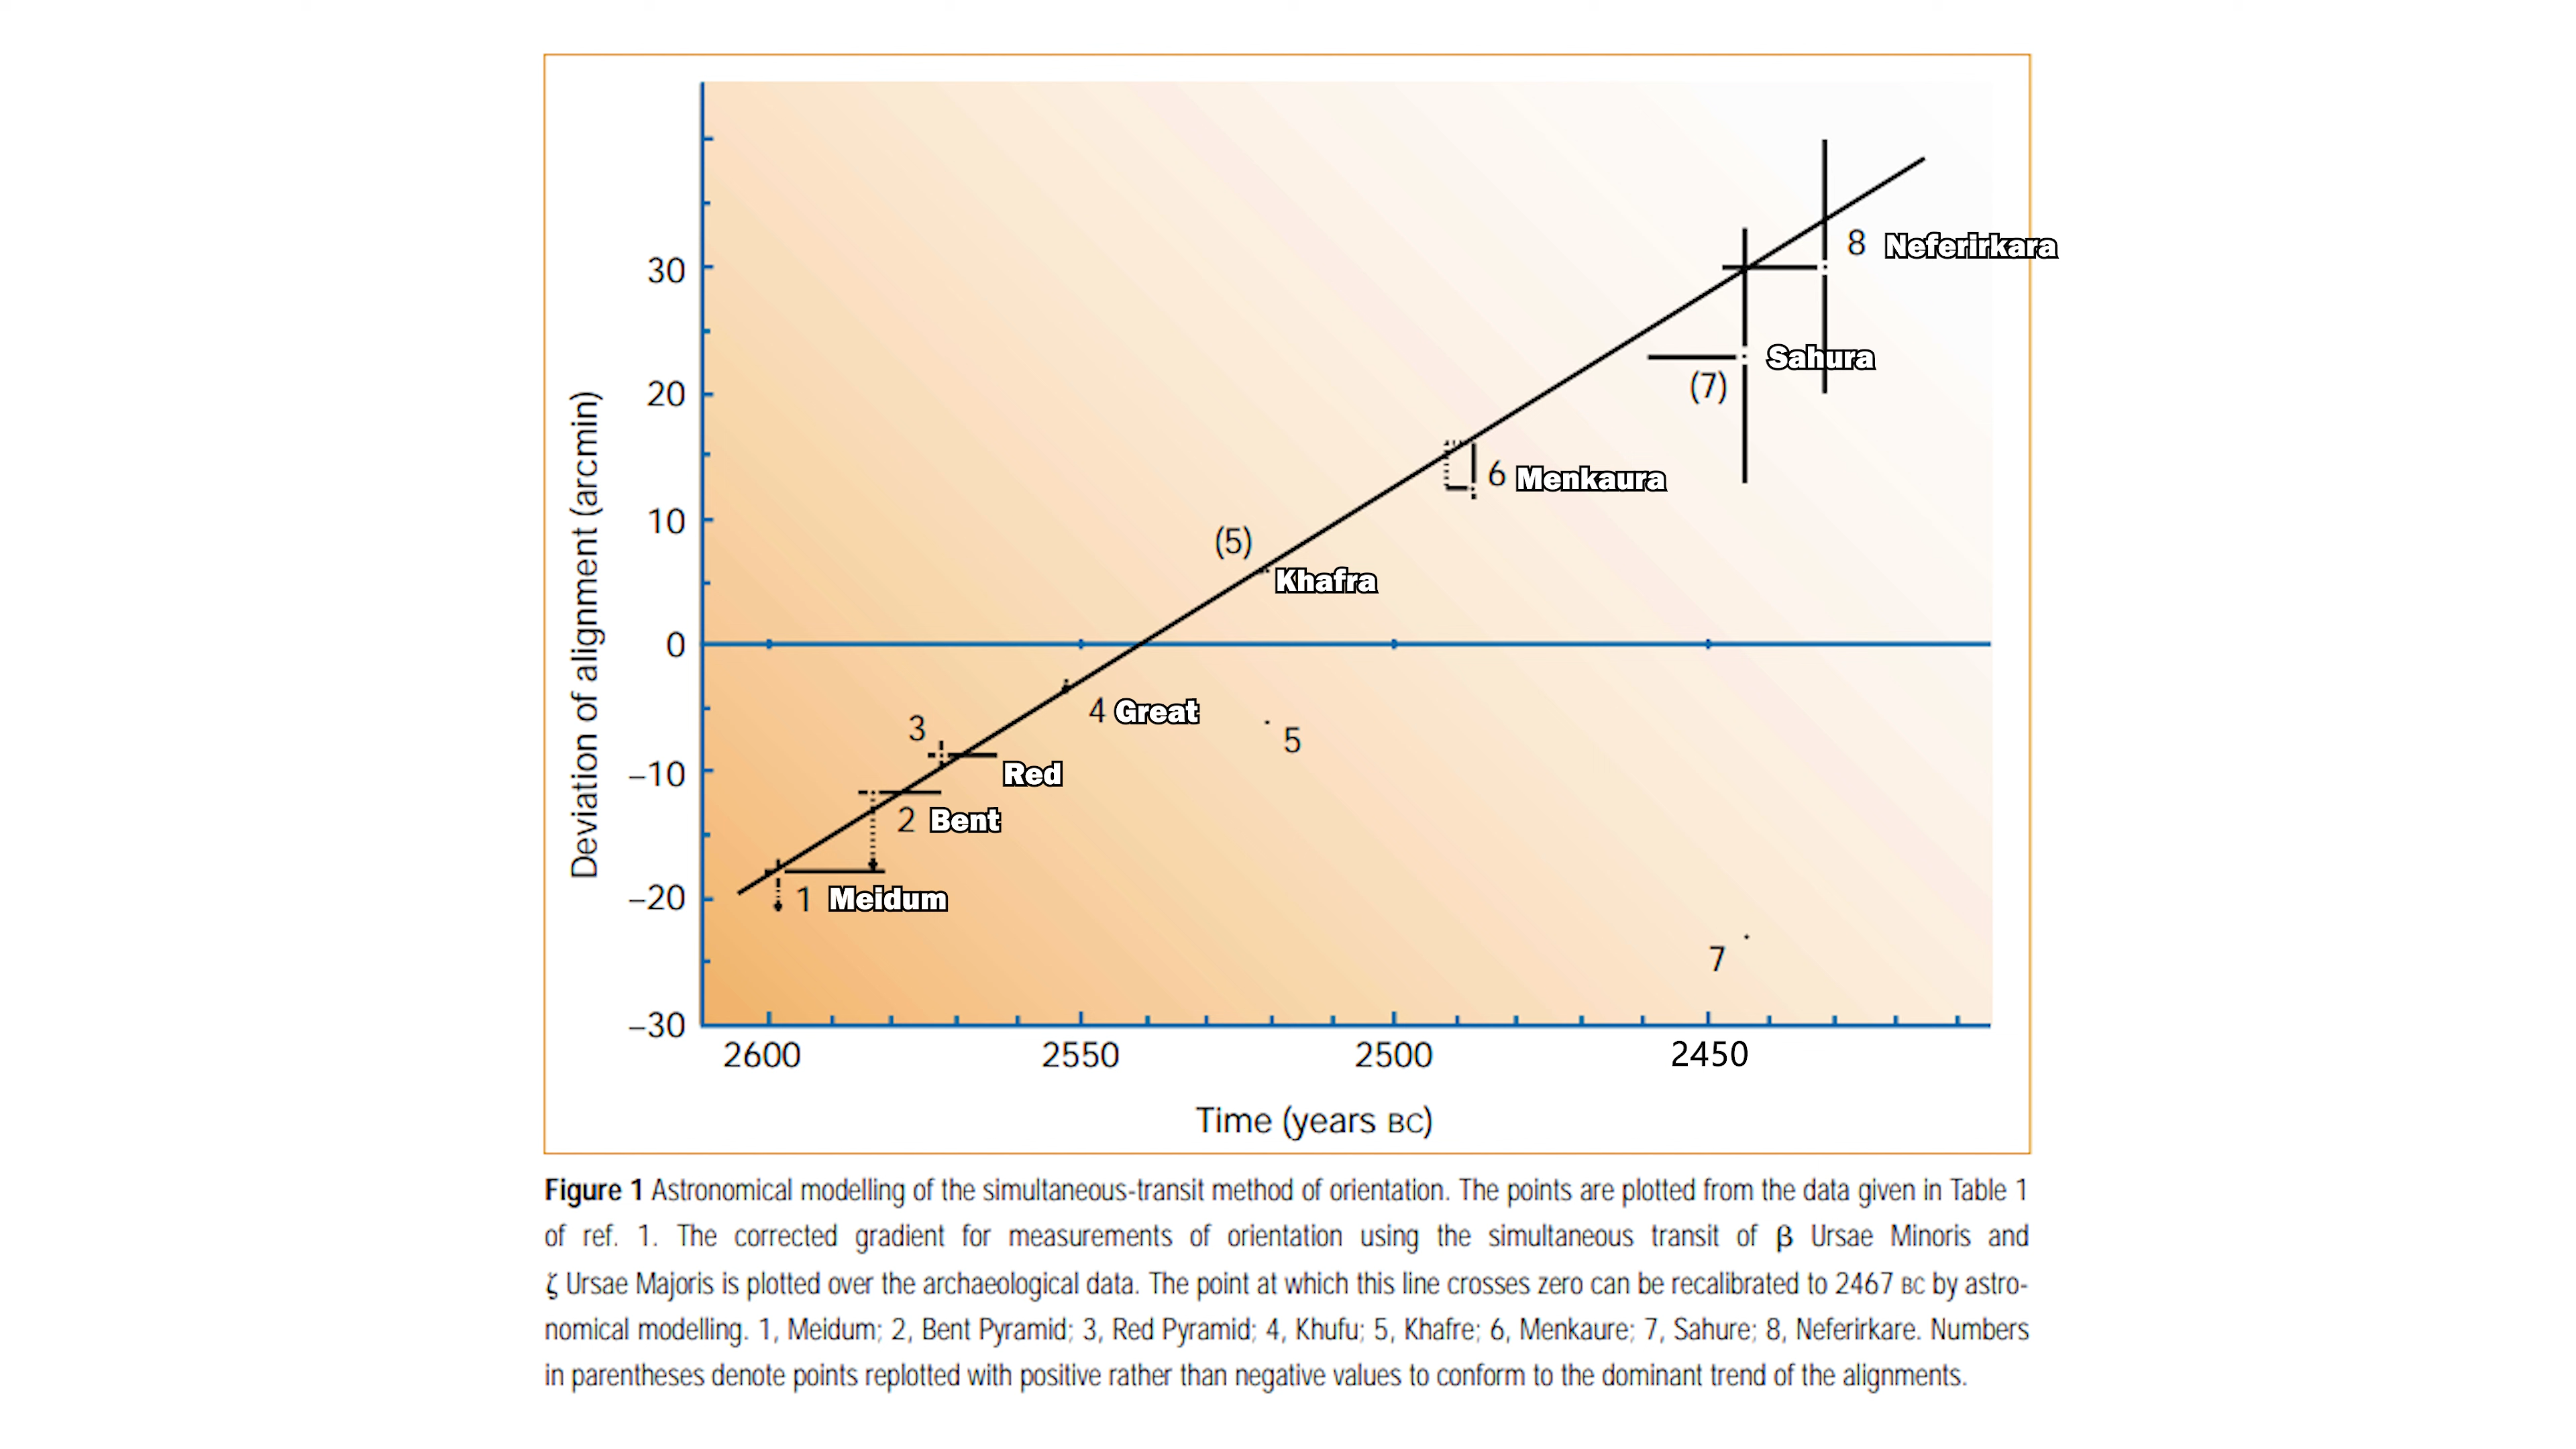 30
20
10
0
–10
–20
–30
Deviation of alignment (arcmin)
8 Neferirkara
Sahura
(7)
6 Menkaura
(5)
Khafra
4 Great
5
3
Red
2 Bent
1 Meidum
7
2600 2550 2500 2450
Time (years BC)
Figure 1 Astronomical modelling of the simultaneous-transit method of orientation. The points are plotted from the data given in Table 1
of ref. 1. The corrected gradient for measurements of orientation using the simultaneous transit of β Ursae Minoris and
ζ Ursae Majoris is plotted over the archaeological data. The point at which this line crosses zero can be recalibrated to 2467 BC by astro-
nomical modelling. 1, Meidum; 2, Bent Pyramid; 3, Red Pyramid; 4, Khufu; 5, Khafre; 6, Menkaure; 7, Sahure; 8, Neferirkare. Numbers
in parentheses denote points replotted with positive rather than negative values to conform to the dominant trend of the alignments.